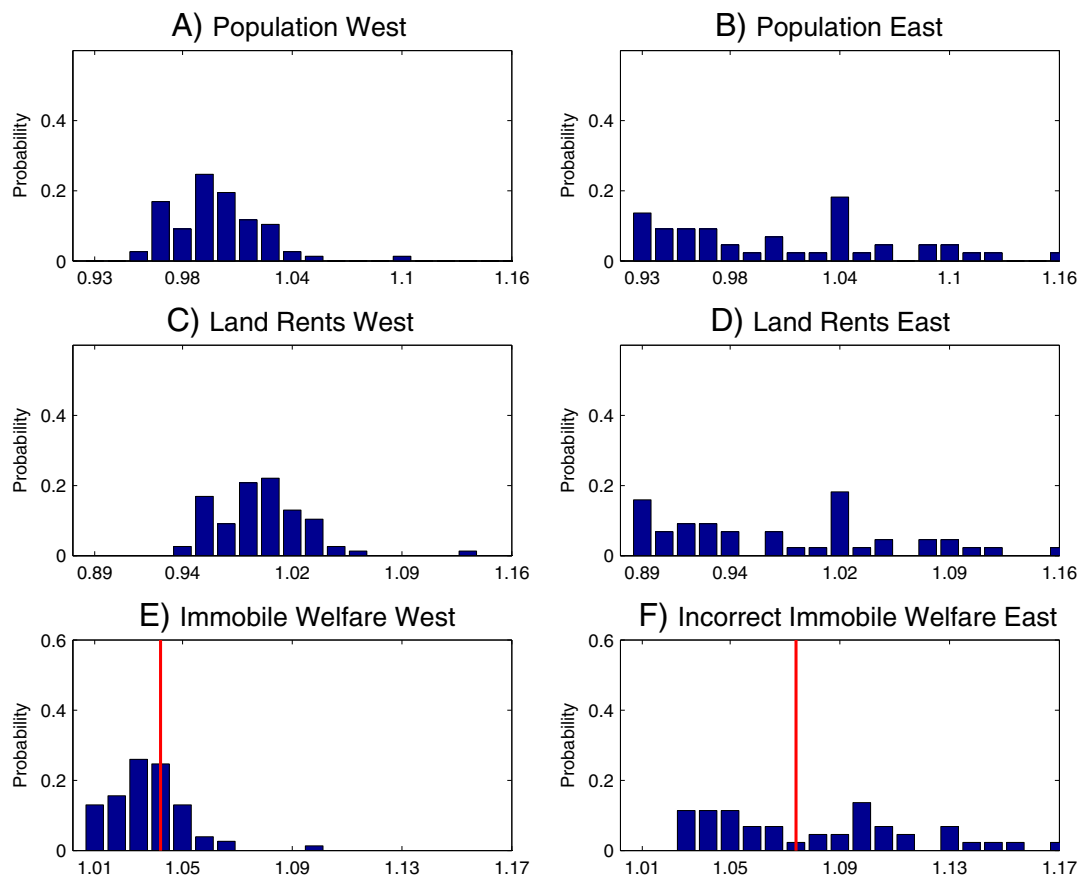 A) Population West
Probability
0.4
0.2
0
0.93 0.98 1.04 1.1 1.16
B) Population East
Probability
0.4
0.2
0
0.93 0.98 1.04 1.1 1.16
C) Land Rents West
Probability
0.4
0.2
0
0.89 0.94 1.02 1.09 1.16
D) Land Rents East
Probability
0.4
0.2
0
0.89 0.94 1.02 1.09 1.16
E) Immobile Welfare West
Probability
0.6
0.4
0.2
0
1.01 1.05 1.09 1.13 1.17
F) Incorrect Immobile Welfare East
Probability
0.6
0.4
0.2
0
1.01 1.05 1.09 1.13 1.17